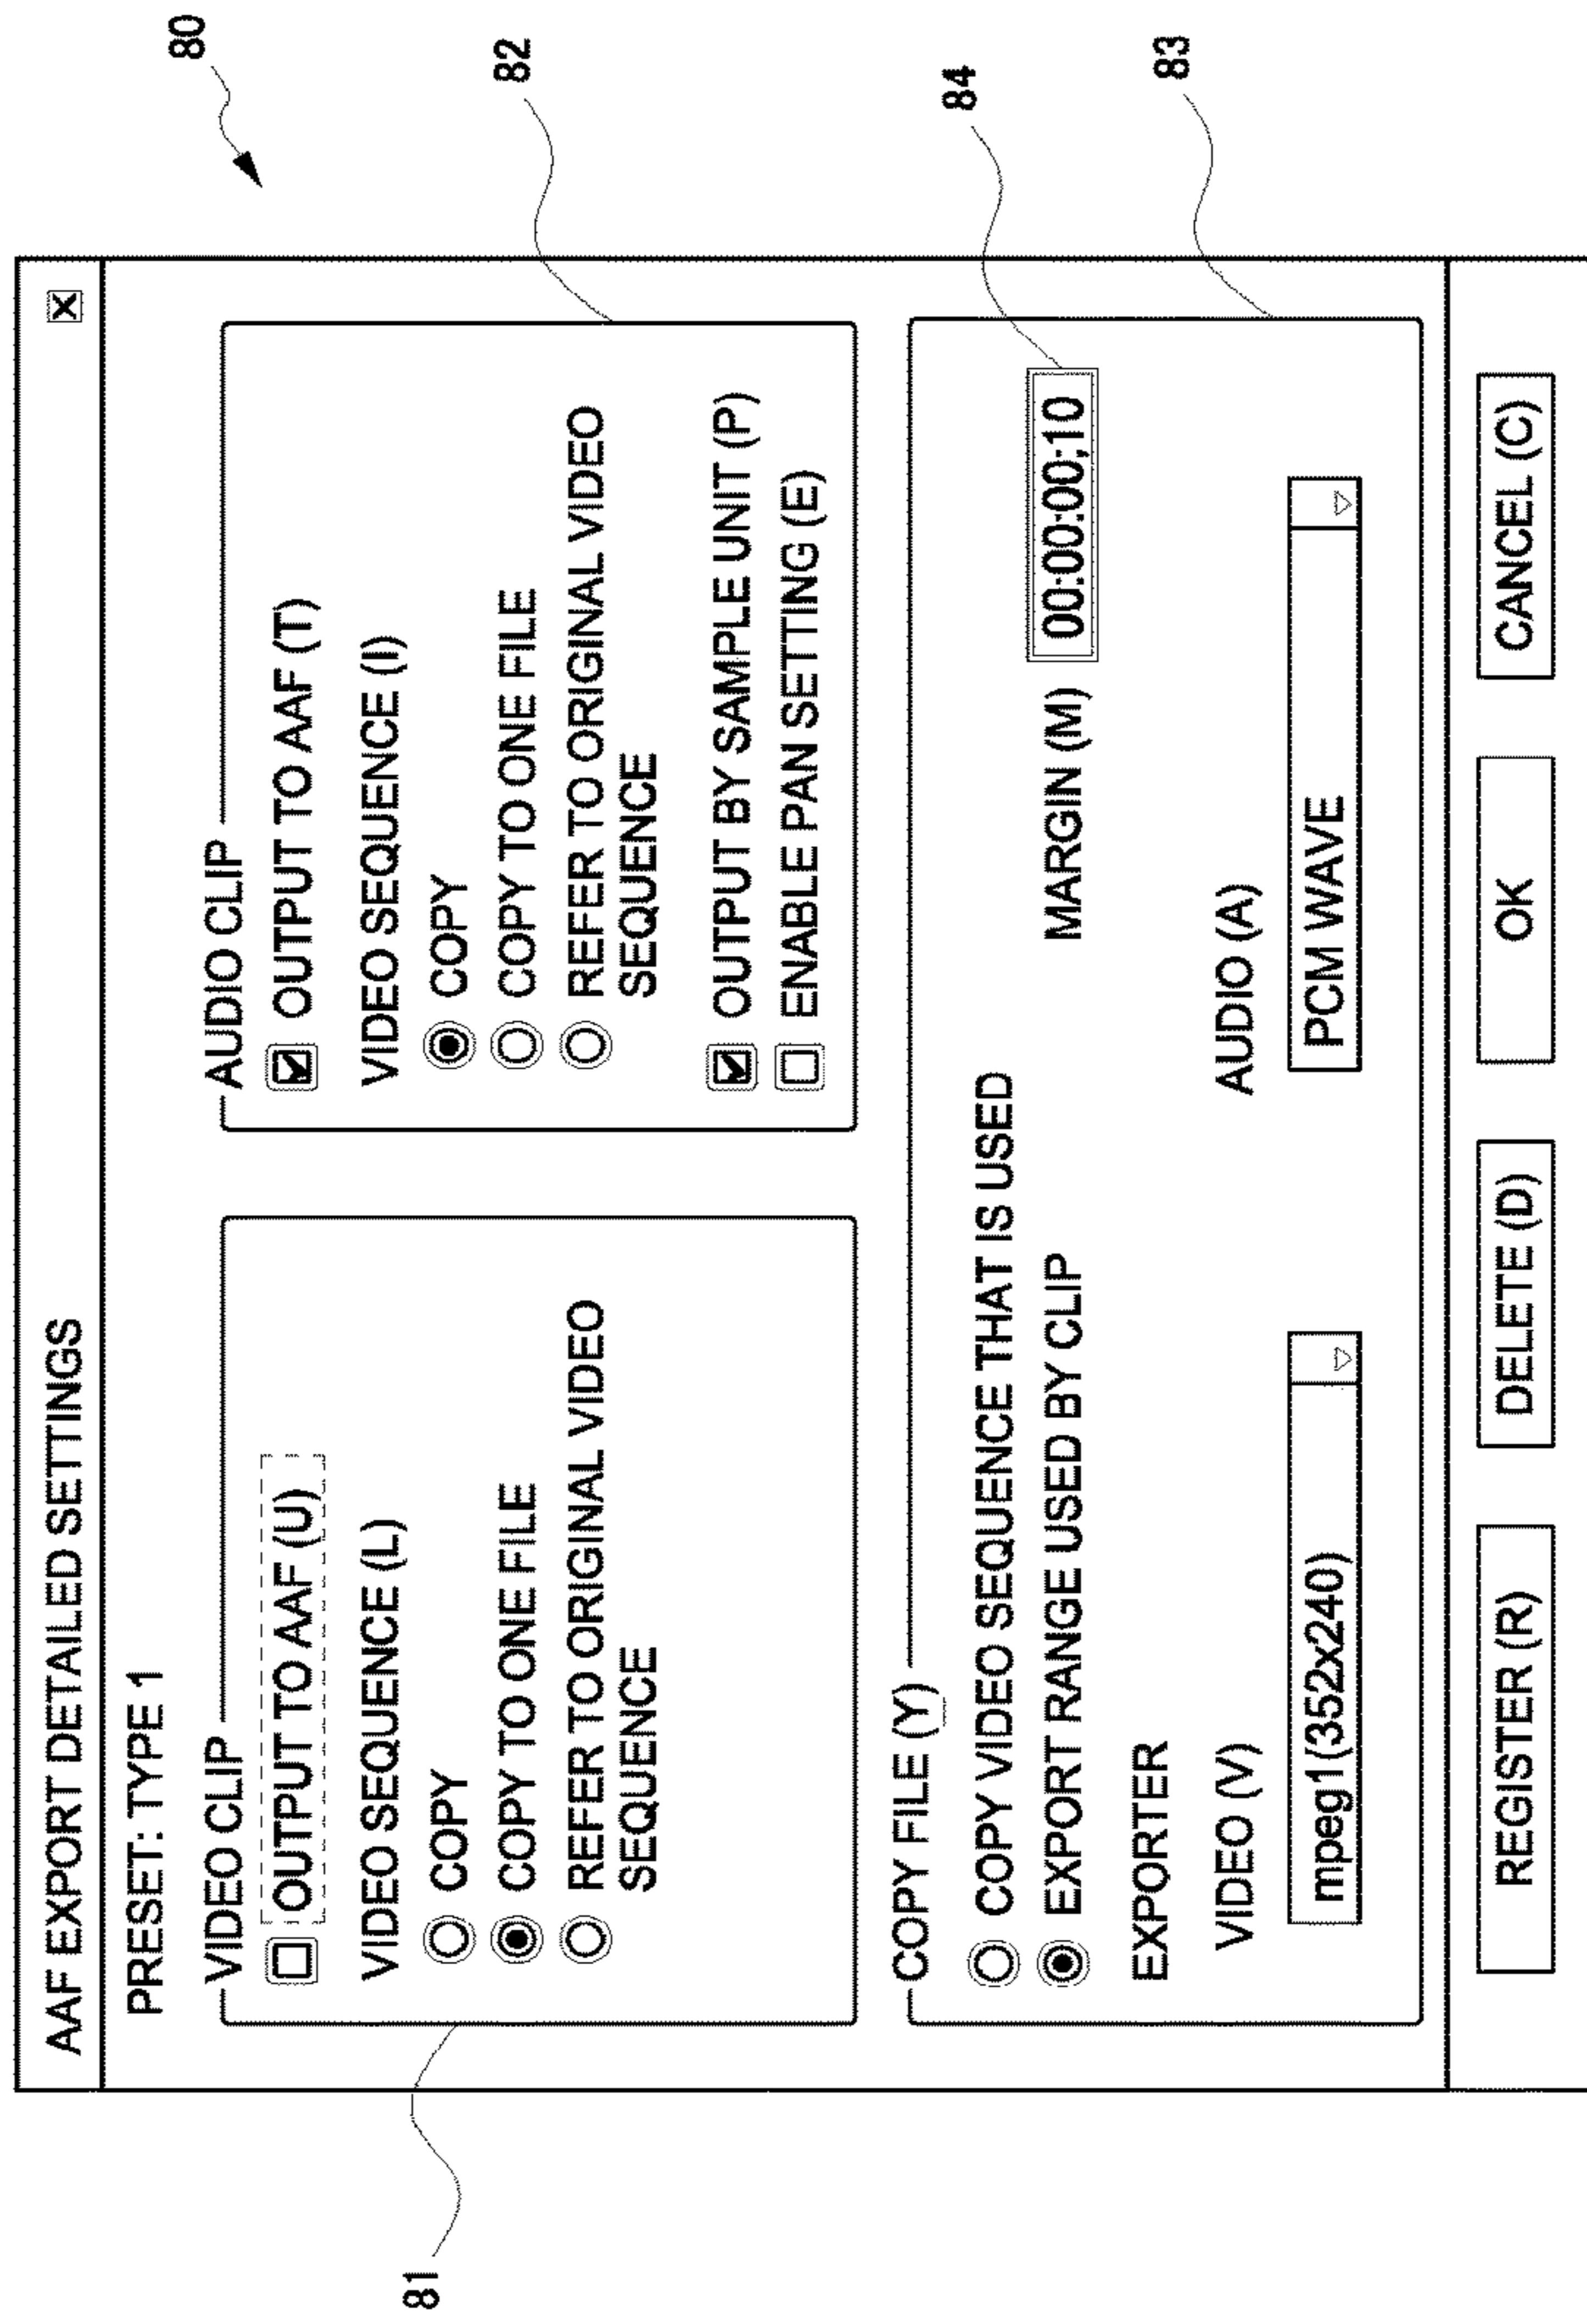 80
AAF EXPORT DETAILED SETTINGS
X
PRESET: TYPE 1
VIDEO CLIP
OUTPUT TO AAF (U)
VIDEO SEQUENCE (L)
COPY
COPY TO ONE FILE
REFER TO ORIGINAL VIDEO
SEQUENCE
81
AUDIO CLIP
OUTPUT TO AAF (T)
VIDEO SEQUENCE (I)
COPY
COPY TO ONE FILE
REFER TO ORIGINAL VIDEO
SEQUENCE
OUTPUT BY SAMPLE UNIT (P)
ENABLE PAN SETTING (E)
82
COPY FILE (Y)
COPY VIDEO SEQUENCE THAT IS USED
EXPORT RANGE USED BY CLIP
MARGIN (M)
00:00:00;10
84
EXPORTER
VIDEO (V)
AUDIO (A)
mpeg1(352x240)
PCM WAVE
83
REGISTER (R)
DELETE (D)
OK
CANCEL (C)